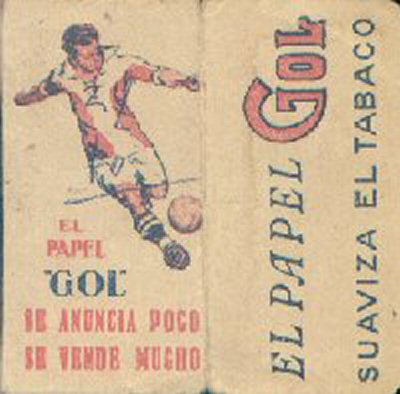 EL
PAPEL
"GOL"
SE ANUNCIA POCO
SE VENDE MUCHO
EL PAPEL GOL
SUAVIZA EL TABACO